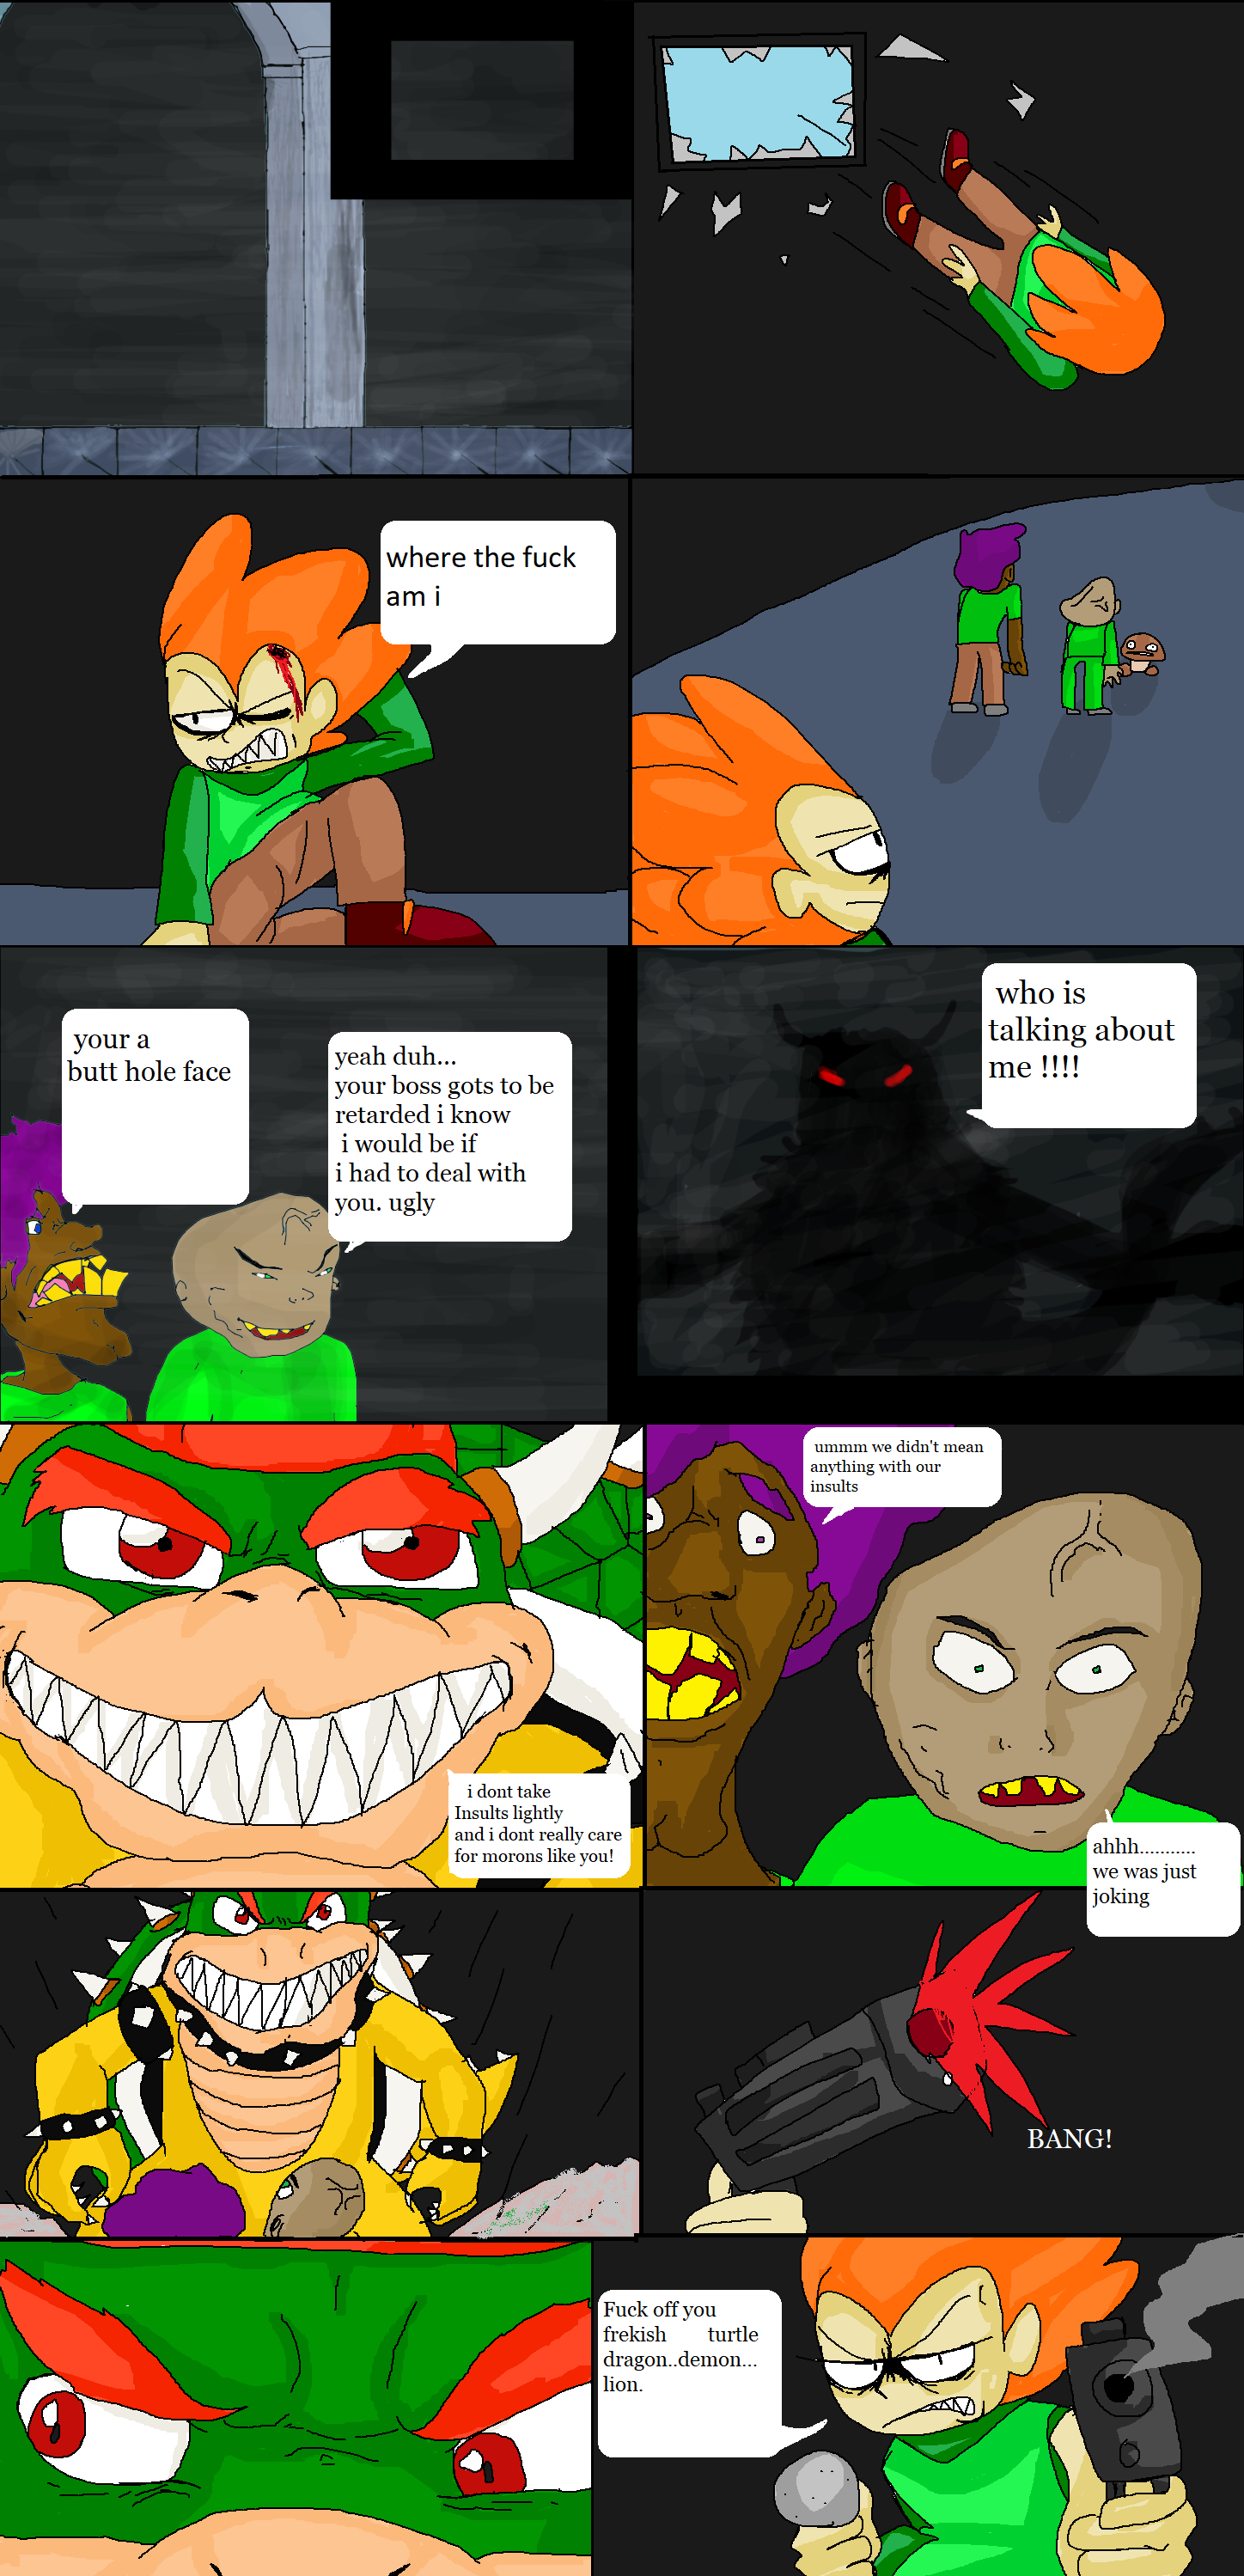 where the fuck
am i
your a
butt hole face
yeah duh...
your boss gots to be
retarded i know
i would be if
i had to deal with
you. ugly
who is
talking about
me !!!!
i dont take
Insults lightly
and i dont really care
for morons like you!
ummm we didn't mean
anything with our
insults
ahhh...........
we was just
joking
BANG!
Fuck off you
frekish turtle
dragon..demon...
lion.